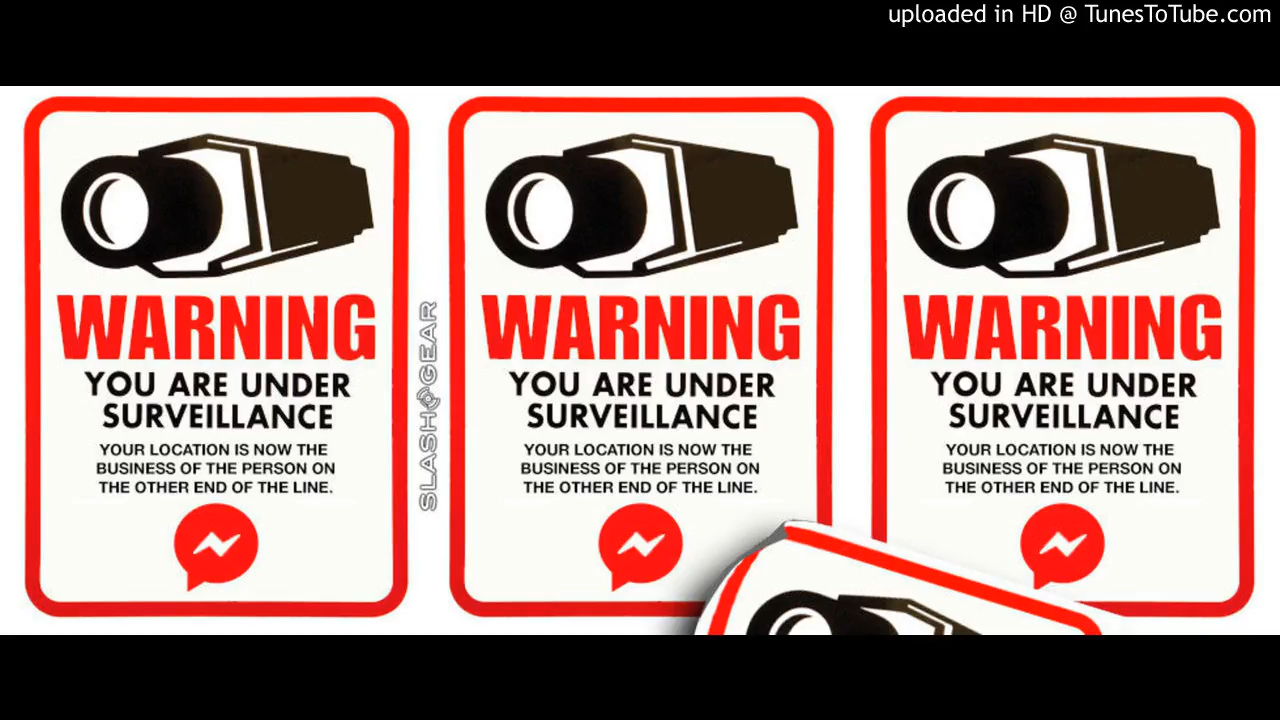 uploaded in HD @ TunesToTube.com
WARNING
YOU ARE UNDER
SURVEILLANCE
YOUR LOCATION IS NOW THE
BUSINESS OF THE PERSON ON
THE OTHER END OF THE LINE.
SLASHGEAR
WARNING
YOU ARE UNDER
SURVEILLANCE
YOUR LOCATION IS NOW THE
BUSINESS OF THE PERSON ON
THE OTHER END OF THE LINE.
WARNING
YOU ARE UNDER
SURVEILLANCE
YOUR LOCATION IS NOW THE
BUSINESS OF THE PERSON ON
THE OTHER END OF THE LINE.